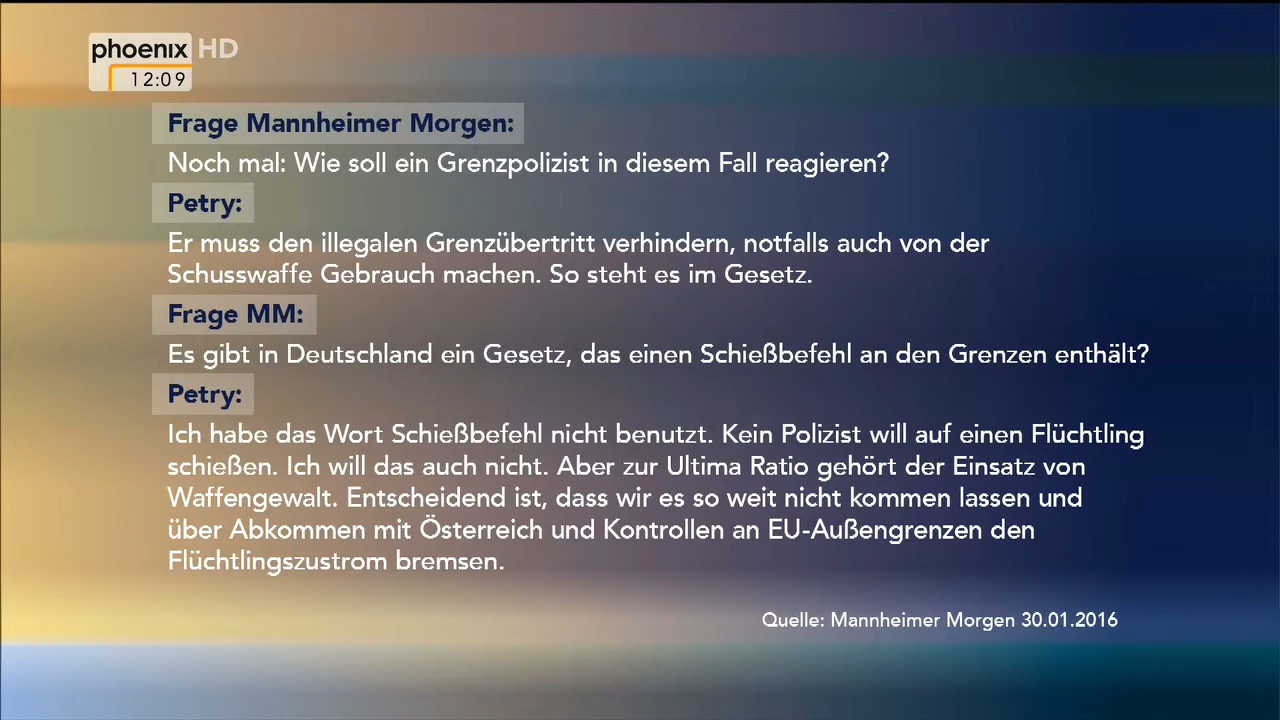 phoenix HD
12:09
Frage Mannheimer Morgen:
Noch mal: Wie soll ein Grenzpolizist in diesem Fall reagieren?
Petry:
Er muss den illegalen Grenzübertritt verhindern, notfalls auch von der
Schusswaffe Gebrauch machen. So steht es im Gesetz.
Frage MM:
Es gibt in Deutschland ein Gesetz, das einen Schießbefehl an den Grenzen enthält?
Petry:
Ich habe das Wort Schießbefehl nicht benutzt. Kein Polizist will auf einen Flüchtling
schießen. Ich will das auch nicht. Aber zur Ultima Ratio gehört der Einsatz von
Waffengewalt. Entscheidend ist, dass wir es so weit nicht kommen lassen und
über Abkommen mit Österreich und Kontrollen an EU-Außengrenzen den
Flüchtlingszustrom bremsen.
Quelle: Mannheimer Morgen 30.01.2016